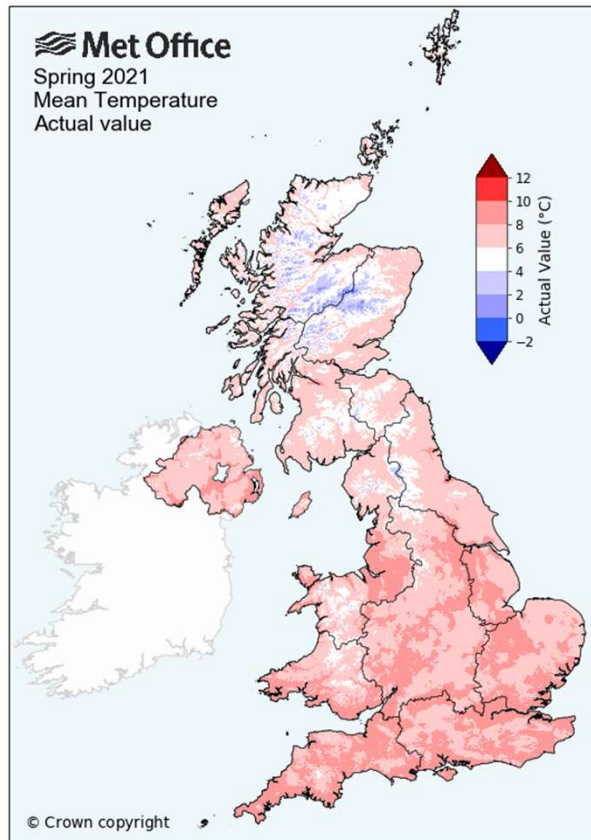 Met Office
Spring 2021
Mean Temperature
Actual value
12
10
8
6
4
2
0
−2
Actual Value (°C)
© Crown copyright